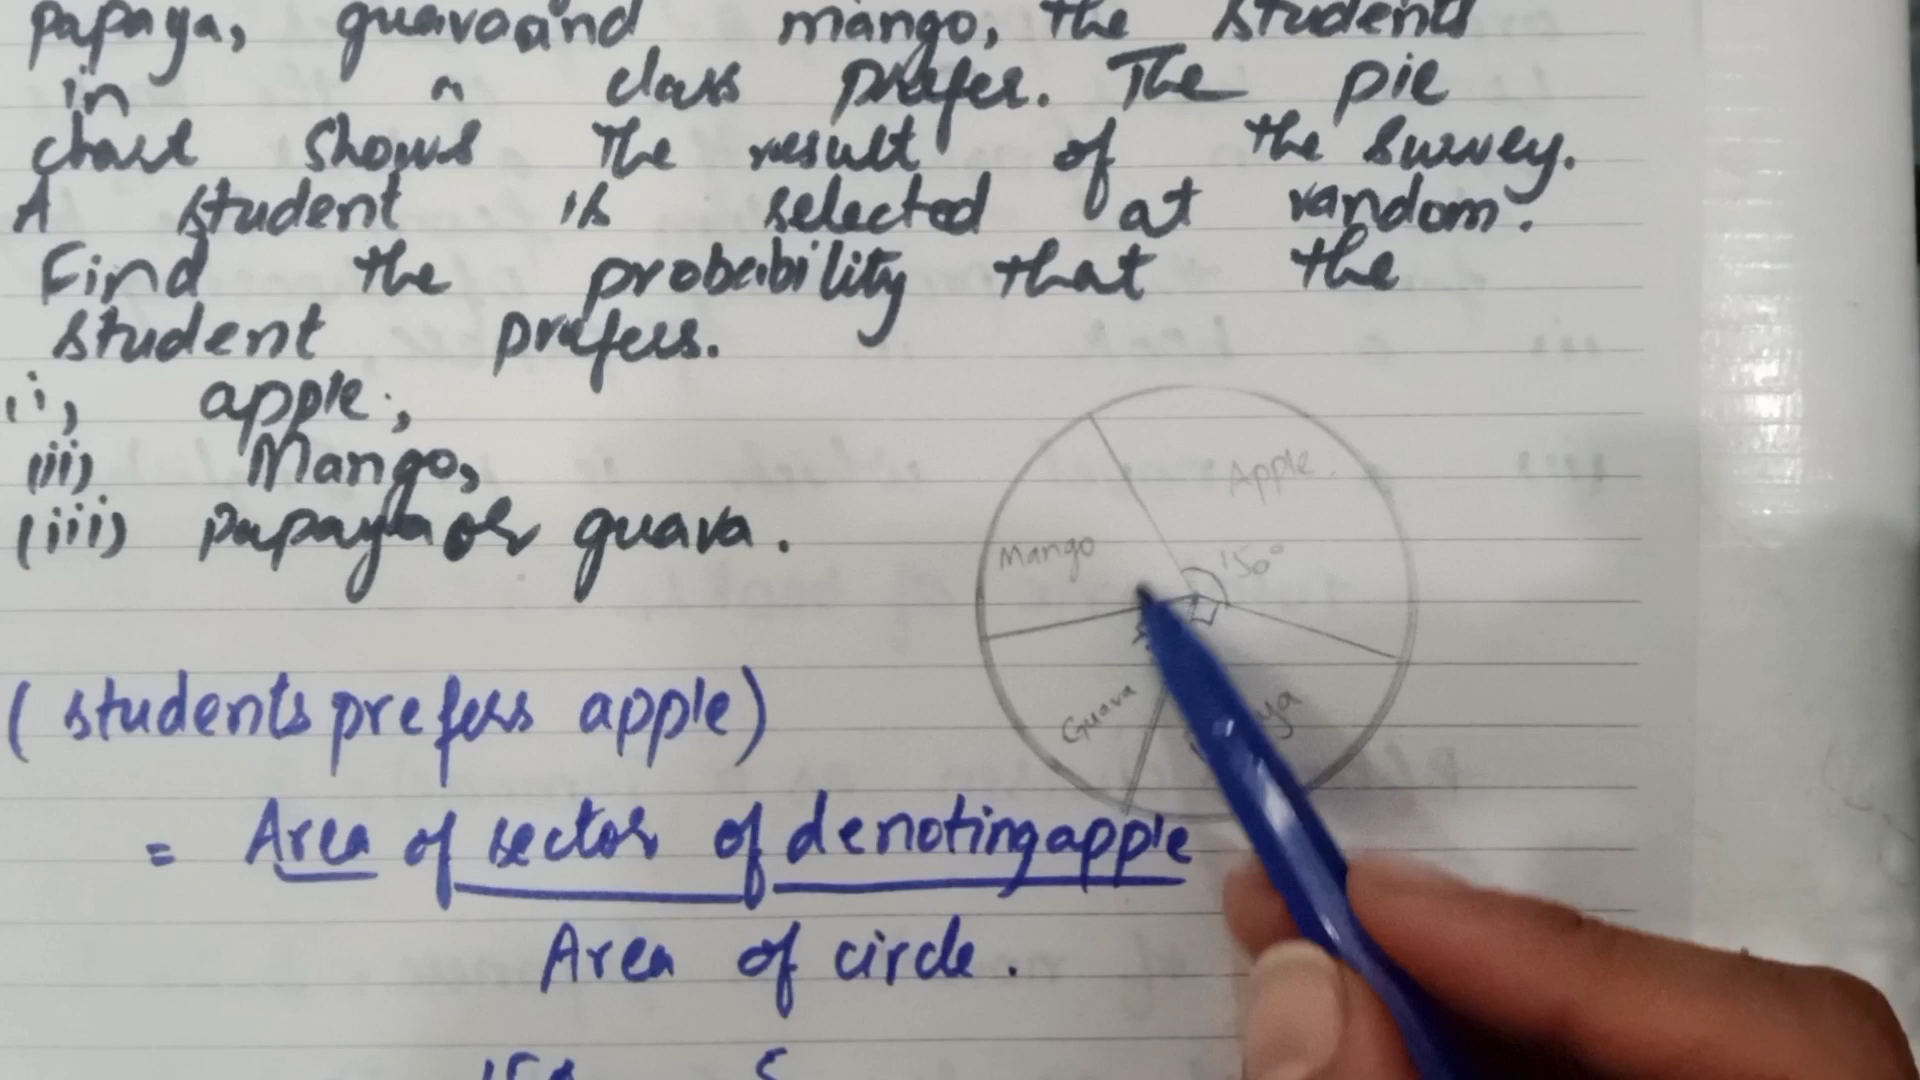 papaya, guava and mango, the students
in a class prefer. The pie
chart shows the result of the survey.
A student is selected at random.
Find the probability that the
student prefers.
(i), apple,
(ii) Mango,
(iii) Papaya or guava.
Apple
Mango
150°
Guava
(students prefers apple)
= Area of sector of denoting apple
Area of circle.